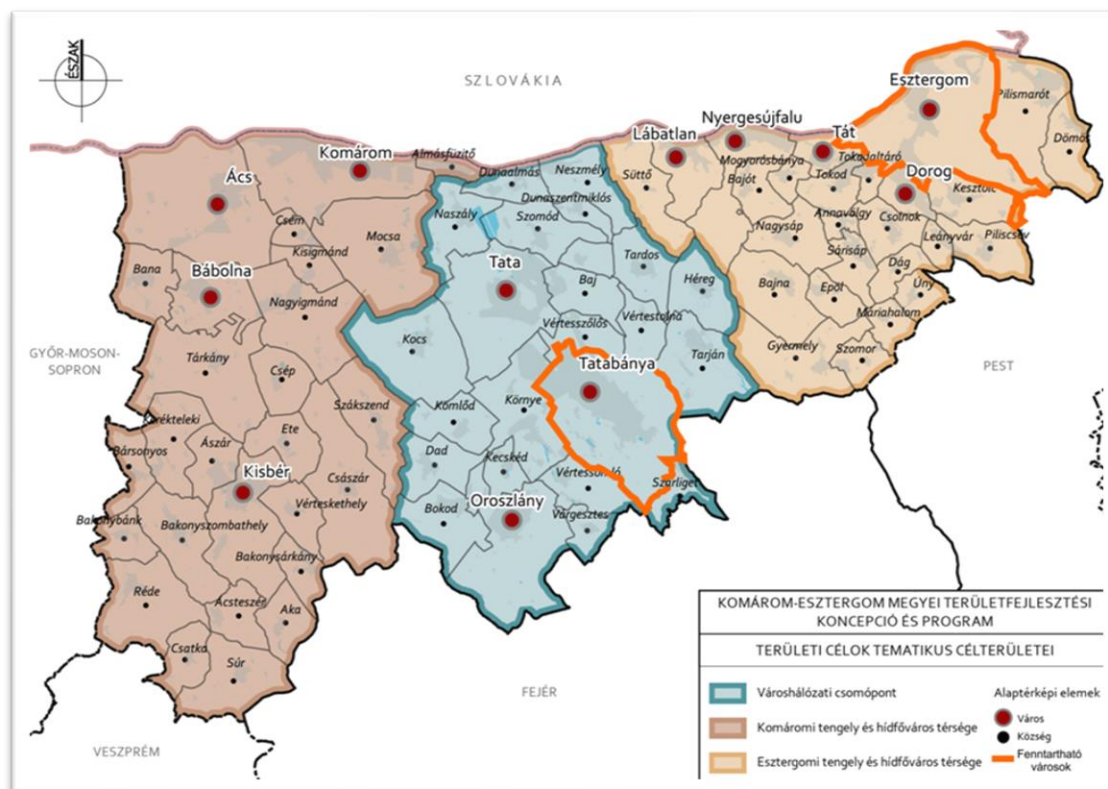 ÉSZAK
SZLOVÁKIA
Esztergom
Pilismarót
Nyergesújfalu
Tát
Dömös
Lábatlan
Komárom
Almásfüzitő
Mogyorósbánya
Tokodaltáró
Dorog
Ács
Dunaalmás
Neszmély
Süttő
Bajót
Tokod
Kesztölc
Dunaszentmiklós
Naszály
Szomód
Annavölgy
Csolnok
Csém
Nagysáp
Leányvár
Piliscsév
Mocsa
Sárisáp
Kisigmánd
Tata
Tardos
Dág
Bana
Bábolna
Baj
Héreg
Bajna
Epöl
Úny
Nagyigmánd
Máriahalom
Vértesszőlős
Vértestolna
GYŐR-MOSON-
SOPRON
Kocs
Gyermely
Szomor
Tárkány
Tarján
Tatabánya
PEST
Csép
Szákszend
Kömlőd
Környe
Kerékteleki
Ete
Ászár
Bársonyos
Dad
Kecskéd
Kisbér
Császár
Vértessomló
Szárliget
Oroszlány
Vérteskethely
Bokod
Várgesztes
Bakonybánk
Bakonyszombathely
Bakonysárkány
Réde
Ácsteszér
Aka
Csatka
Súr
FEJÉR
VESZPRÉM
KOMÁROM-ESZTERGOM MEGYEI TERÜLETFEJLESZTÉSI
KONCEPCIÓ ÉS PROGRAM
TERÜLETI CÉLOK TEMATIKUS CÉLTERÜLETEI
Városhálózati csomópont
Komáromi tengely és hídfőváros térsége
Esztergomi tengely és hídfőváros térsége
Alaptérképi elemek
Város
Község
Fenntartható
városok